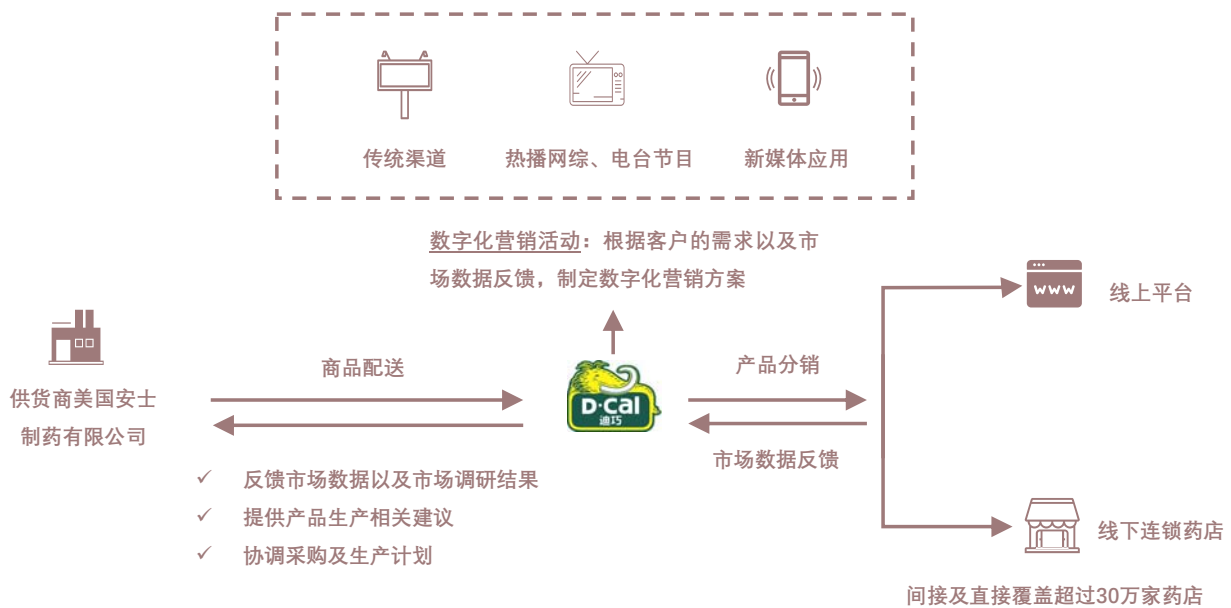 传统渠道
热播网综、电台节目
新媒体应用
数字化营销活动：根据客户的需求以及市
场数据反馈，制定数字化营销方案
www
线上平台
供货商美国安士
制药有限公司
商品配送
D·Cal
迪巧
产品分销
市场数据反馈
✓ 反馈市场数据以及市场调研结果
✓ 提供产品生产相关建议
✓ 协调采购及生产计划
线下连锁药店
间接及直接覆盖超过30万家药店